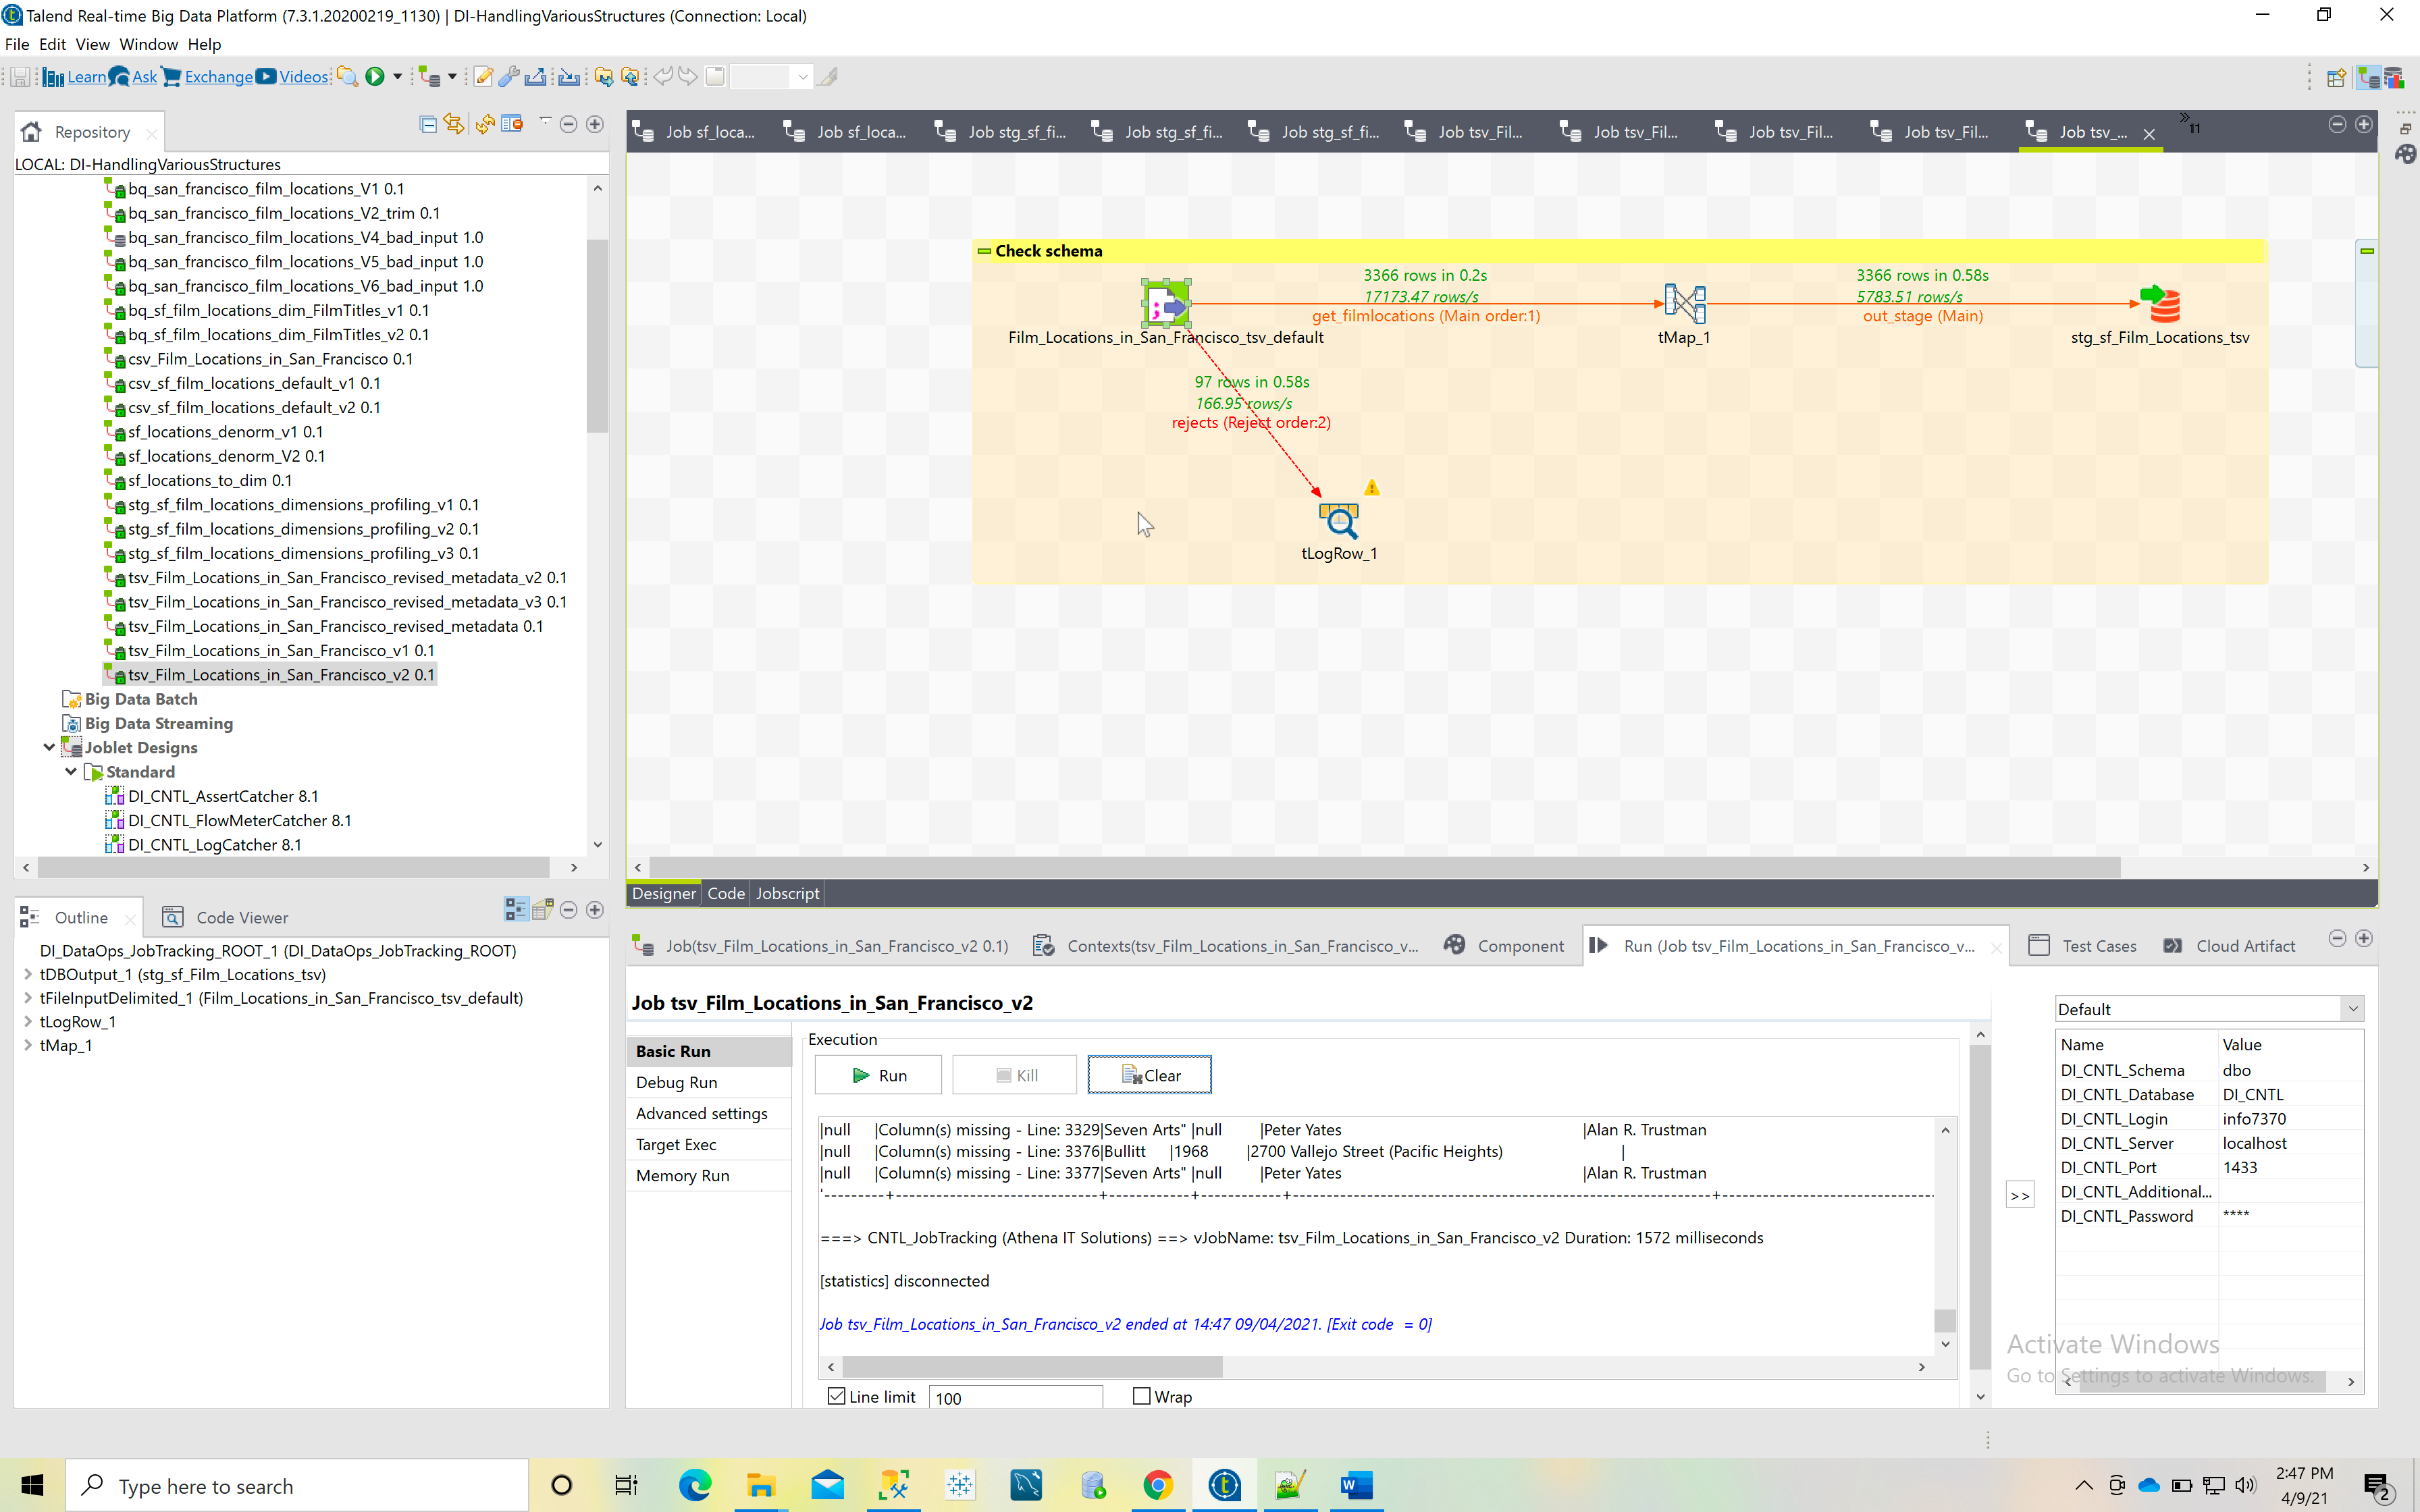 Talend Real-time Big Data Platform (7.3.1.20200219_1130) | DI-HandlingVariousStructures (Connection: Local)
File Edit View Window Help
Learn Ask Exchange Videos
Repository
LOCAL: DI-HandlingVariousStructures
bq_san_francisco_film_locations_V1 0.1
bq_san_francisco_film_locations_V2_trim 0.1
bq_san_francisco_film_locations_V4_bad_input 1.0
bq_san_francisco_film_locations_V5_bad_input 1.0
bq_san_francisco_film_locations_V6_bad_input 1.0
bq_sf_film_locations_dim_FilmTitles_v1 0.1
bq_sf_film_locations_dim_FilmTitles_v2 0.1
csv_Film_Locations_in_San_Francisco 0.1
csv_sf_film_locations_default_v1 0.1
csv_sf_film_locations_default_v2 0.1
sf_locations_denorm_v1 0.1
sf_locations_denorm_V2 0.1
sf_locations_to_dim 0.1
stg_sf_film_locations_dimensions_profiling_v1 0.1
stg_sf_film_locations_dimensions_profiling_v2 0.1
stg_sf_film_locations_dimensions_profiling_v3 0.1
tsv_Film_Locations_in_San_Francisco_revised_metadata_v2 0.1
tsv_Film_Locations_in_San_Francisco_revised_metadata_v3 0.1
tsv_Film_Locations_in_San_Francisco_revised_metadata 0.1
tsv_Film_Locations_in_San_Francisco_v1 0.1
tsv_Film_Locations_in_San_Francisco_v2 0.1
Big Data Batch
Big Data Streaming
Joblet Designs
Standard
DI_CNTL_AssertCatcher 8.1
DI_CNTL_FlowMeterCatcher 8.1
DI_CNTL_LogCatcher 8.1
Outline Code Viewer
DI_DataOps_JobTracking_ROOT_1 (DI_DataOps_JobTracking_ROOT)
tDBOutput_1 (stg_sf_Film_Locations_tsv)
tFileInputDelimited_1 (Film_Locations_in_San_Francisco_tsv_default)
tLogRow_1
tMap_1
Job sf_loca... Job sf_loca... Job stg_sf_fi... Job stg_sf_fi... Job stg_sf_fi... Job tsv_Fil... Job tsv_Fil... Job tsv_Fil... Job tsv_Fil... Job tsv_... 11
Check schema
3366 rows in 0.2s
17173.47 rows/s
get_filmlocations (Main order:1)
3366 rows in 0.58s
5783.51 rows/s
out_stage (Main)
Film_Locations_in_San_Francisco_tsv_default
tMap_1
stg_sf_Film_Locations_tsv
97 rows in 0.58s
166.95 rows/s
rejects (Reject order:2)
tLogRow_1
Designer Code Jobscript
Job(tsv_Film_Locations_in_San_Francisco_v2 0.1) Contexts(tsv_Film_Locations_in_San_Francisco_v... Component Run (Job tsv_Film_Locations_in_San_Francisco_v... Test Cases Cloud Artifact
Job tsv_Film_Locations_in_San_Francisco_v2
Basic Run
Debug Run
Advanced settings
Target Exec
Memory Run
Execution
Run Kill Clear
|null |Column(s) missing - Line: 3329|Seven Arts" |null |Peter Yates |Alan R. Trustman
|null |Column(s) missing - Line: 3376|Bullitt |1968 |2700 Vallejo Street (Pacific Heights) |
|null |Column(s) missing - Line: 3377|Seven Arts" |null |Peter Yates |Alan R. Trustman
===> CNTL_JobTracking (Athena IT Solutions) ==> vJobName: tsv_Film_Locations_in_San_Francisco_v2 Duration: 1572 milliseconds
[statistics] disconnected
Job tsv_Film_Locations_in_San_Francisco_v2 ended at 14:47 09/04/2021. [Exit code = 0]
Line limit 100 Wrap
>>
Default
Name Value
DI_CNTL_Schema dbo
DI_CNTL_Database DI_CNTL
DI_CNTL_Login info7370
DI_CNTL_Server localhost
DI_CNTL_Port 1433
DI_CNTL_Additional...
DI_CNTL_Password ****
Activate Windows
Go to Settings to activate Windows.
Type here to search
2:47 PM
4/9/21
2